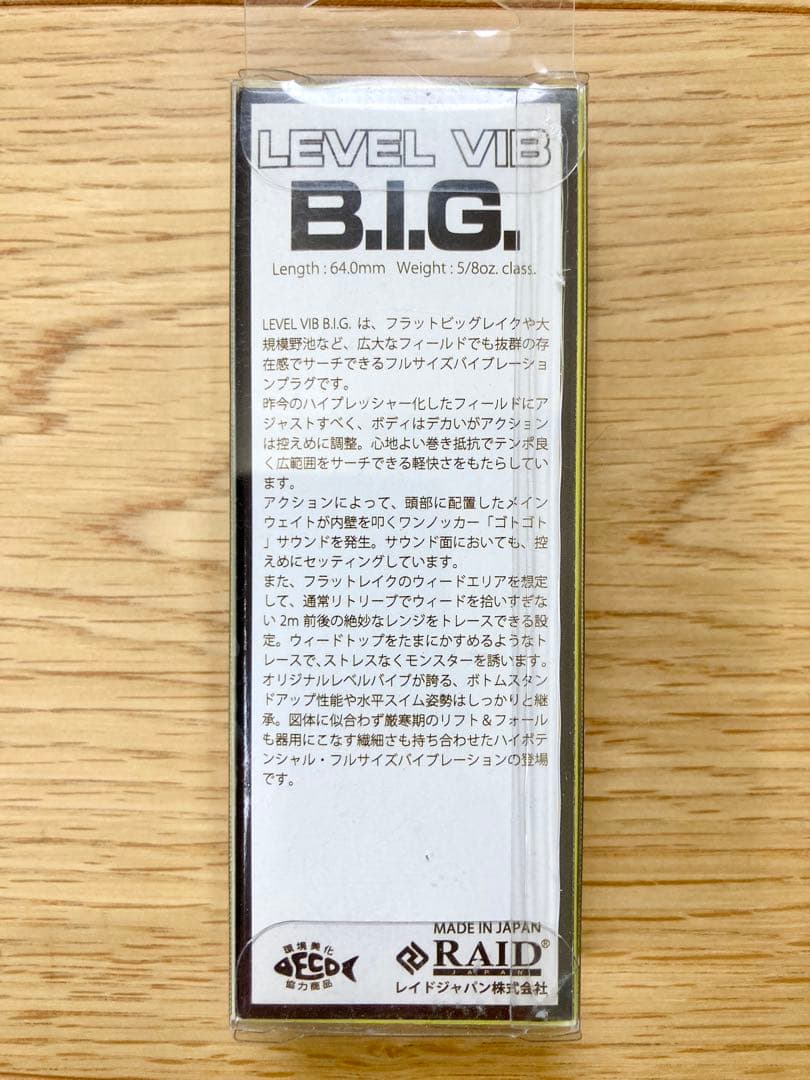 LEVEL VIB
B.I.G.
Length : 64.0mm Weight : 5/8oz. class.
LEVEL VIB B.I.G. は、フラットビッグレイクや大
規模野池など、広大なフィールドでも抜群の存
在感でサーチできるフルサイズバイブレーショ
ンプラグです。
昨今のハイプレッシャー化したフィールドにア
ジャストすべく、ボディはデカいがアクション
は控えめに調整。心地よい巻き抵抗でテンポ良
く広範囲をサーチできる軽快さをもたらしてい
ます。
アクションによって、頭部に配置したメイン
ウェイトが内壁を叩くワンノッカー「ゴトゴト
」サウンドを発生。サウンド面においても、控
えめにセッティングしています。
また、フラットレイクのウィードエリアを想定
して、通常リトリーブでウィードを拾いすぎな
い 2m 前後の絶妙なレンジをトレースできる設
定。ウィードトップをたまにかすめるようなト
レースで、ストレスなくモンスターを誘います。
オリジナルレベルバイブが誇る、ボトムスタン
ドアップ性能や水平スイム姿勢はしっかりと継
承。図体に似合わず厳寒期のリフト＆フォール
も器用にこなす繊細さも持ち合わせたハイポテ
ンシャル・フルサイズバイブレーションの登場
です。
MADE IN JAPAN
環境美化
ECO
協力商品
RAID®
JAPAN
レイドジャパン株式会社